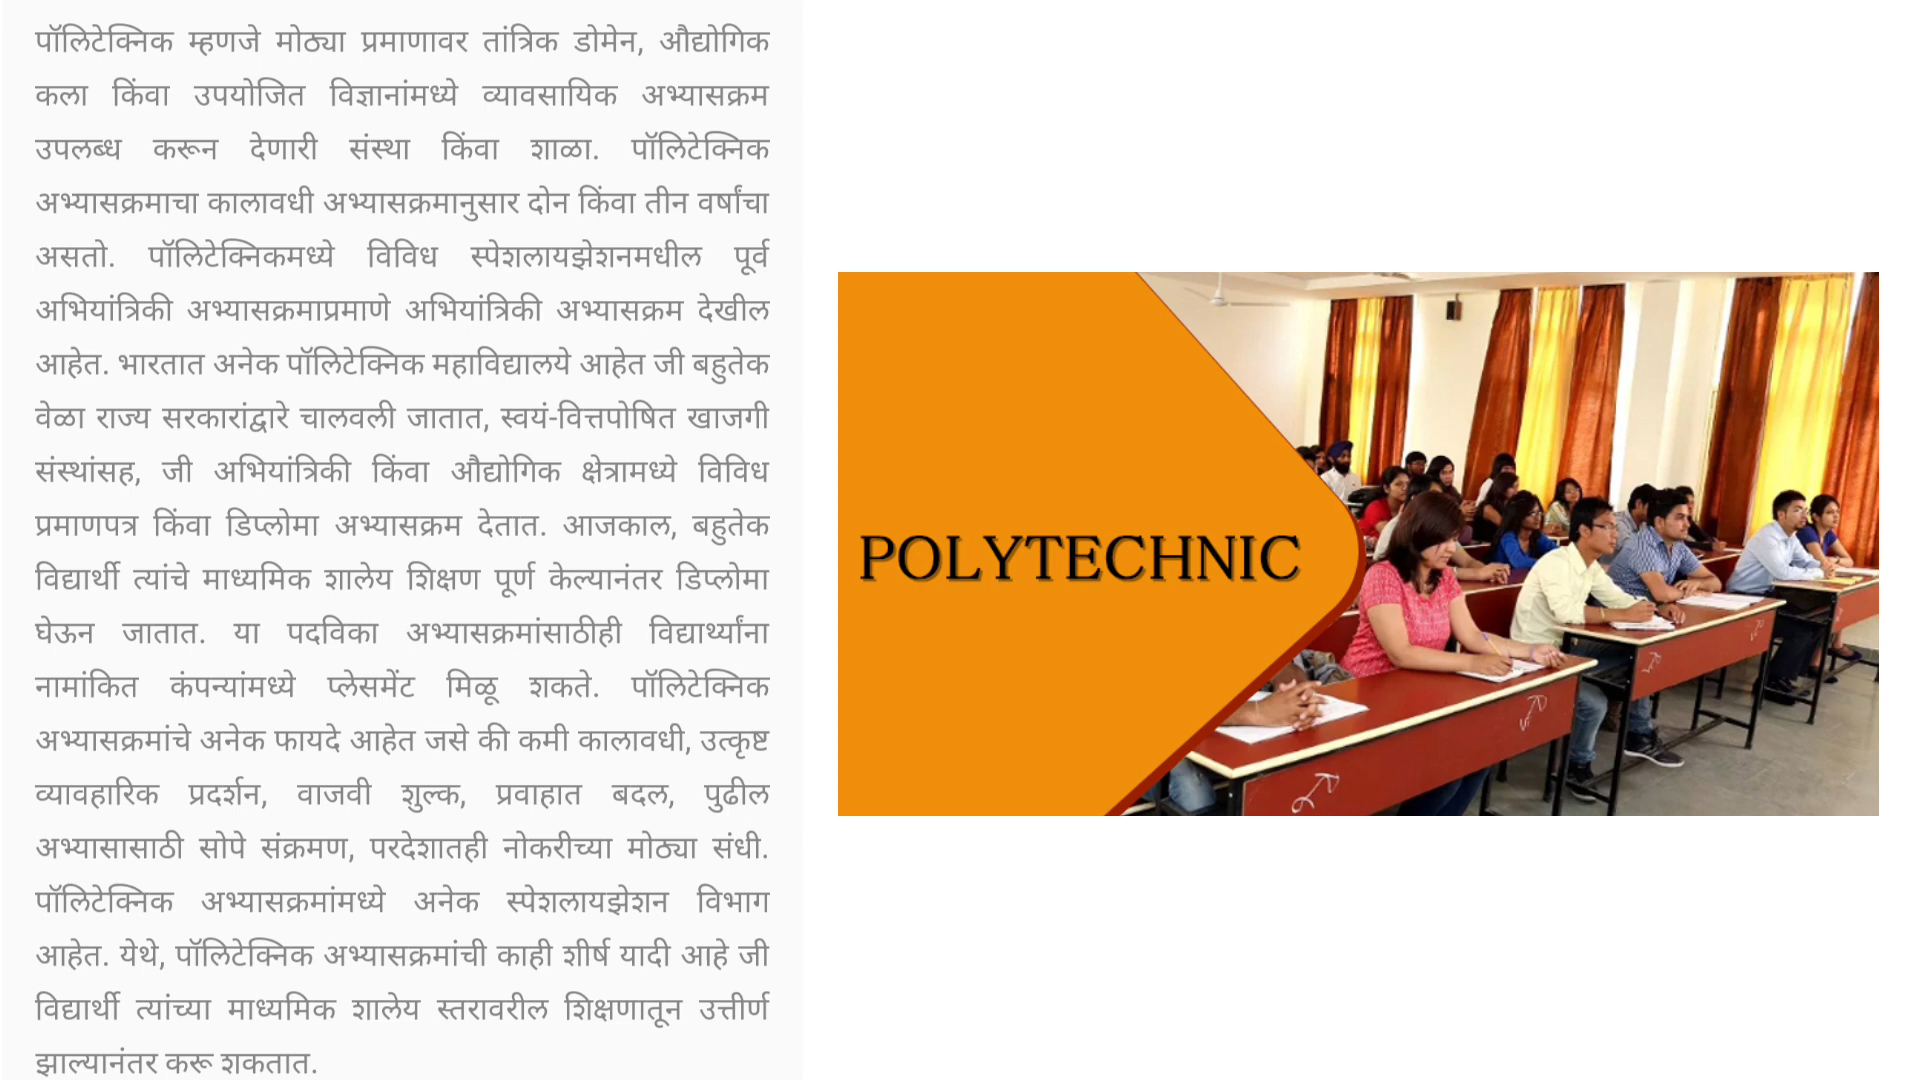 पॉलिटेक्निक म्हणजे मोठ्या प्रमाणावर तांत्रिक डोमेन, औद्योगिक
कला किंवा उपयोजित विज्ञानांमध्ये व्यावसायिक अभ्यासक्रम
उपलब्ध करून देणारी संस्था किंवा शाळा. पॉलिटेक्निक
अभ्यासक्रमाचा कालावधी अभ्यासक्रमानुसार दोन किंवा तीन वर्षांचा
असतो. पॉलिटेक्निकमध्ये विविध स्पेशलायझेशनमधील पूर्व
अभियांत्रिकी अभ्यासक्रमाप्रमाणे अभियांत्रिकी अभ्यासक्रम देखील
आहेत. भारतात अनेक पॉलिटेक्निक महाविद्यालये आहेत जी बहुतेक
वेळा राज्य सरकारांद्वारे चालवली जातात, स्वयं-वित्तपोषित खाजगी
संस्थांसह, जी अभियांत्रिकी किंवा औद्योगिक क्षेत्रामध्ये विविध
प्रमाणपत्र किंवा डिप्लोमा अभ्यासक्रम देतात. आजकाल, बहुतेक
विद्यार्थी त्यांचे माध्यमिक शालेय शिक्षण पूर्ण केल्यानंतर डिप्लोमा
घेऊन जातात. या पदविका अभ्यासक्रमांसाठीही विद्यार्थ्यांना
नामांकित कंपन्यांमध्ये प्लेसमेंट मिळू शकते. पॉलिटेक्निक
अभ्यासक्रमांचे अनेक फायदे आहेत जसे की कमी कालावधी, उत्कृष्ट
व्यावहारिक प्रदर्शन, वाजवी शुल्क, प्रवाहात बदल, पुढील
अभ्यासासाठी सोपे संक्रमण, परदेशातही नोकरीच्या मोठ्या संधी.
पॉलिटेक्निक अभ्यासक्रमांमध्ये अनेक स्पेशलायझेशन विभाग
आहेत. येथे, पॉलिटेक्निक अभ्यासक्रमांची काही शीर्ष यादी आहे जी
विद्यार्थी त्यांच्या माध्यमिक शालेय स्तरावरील शिक्षणातून उत्तीर्ण
झाल्यानंतर करू शकतात.
POLYTECHNIC